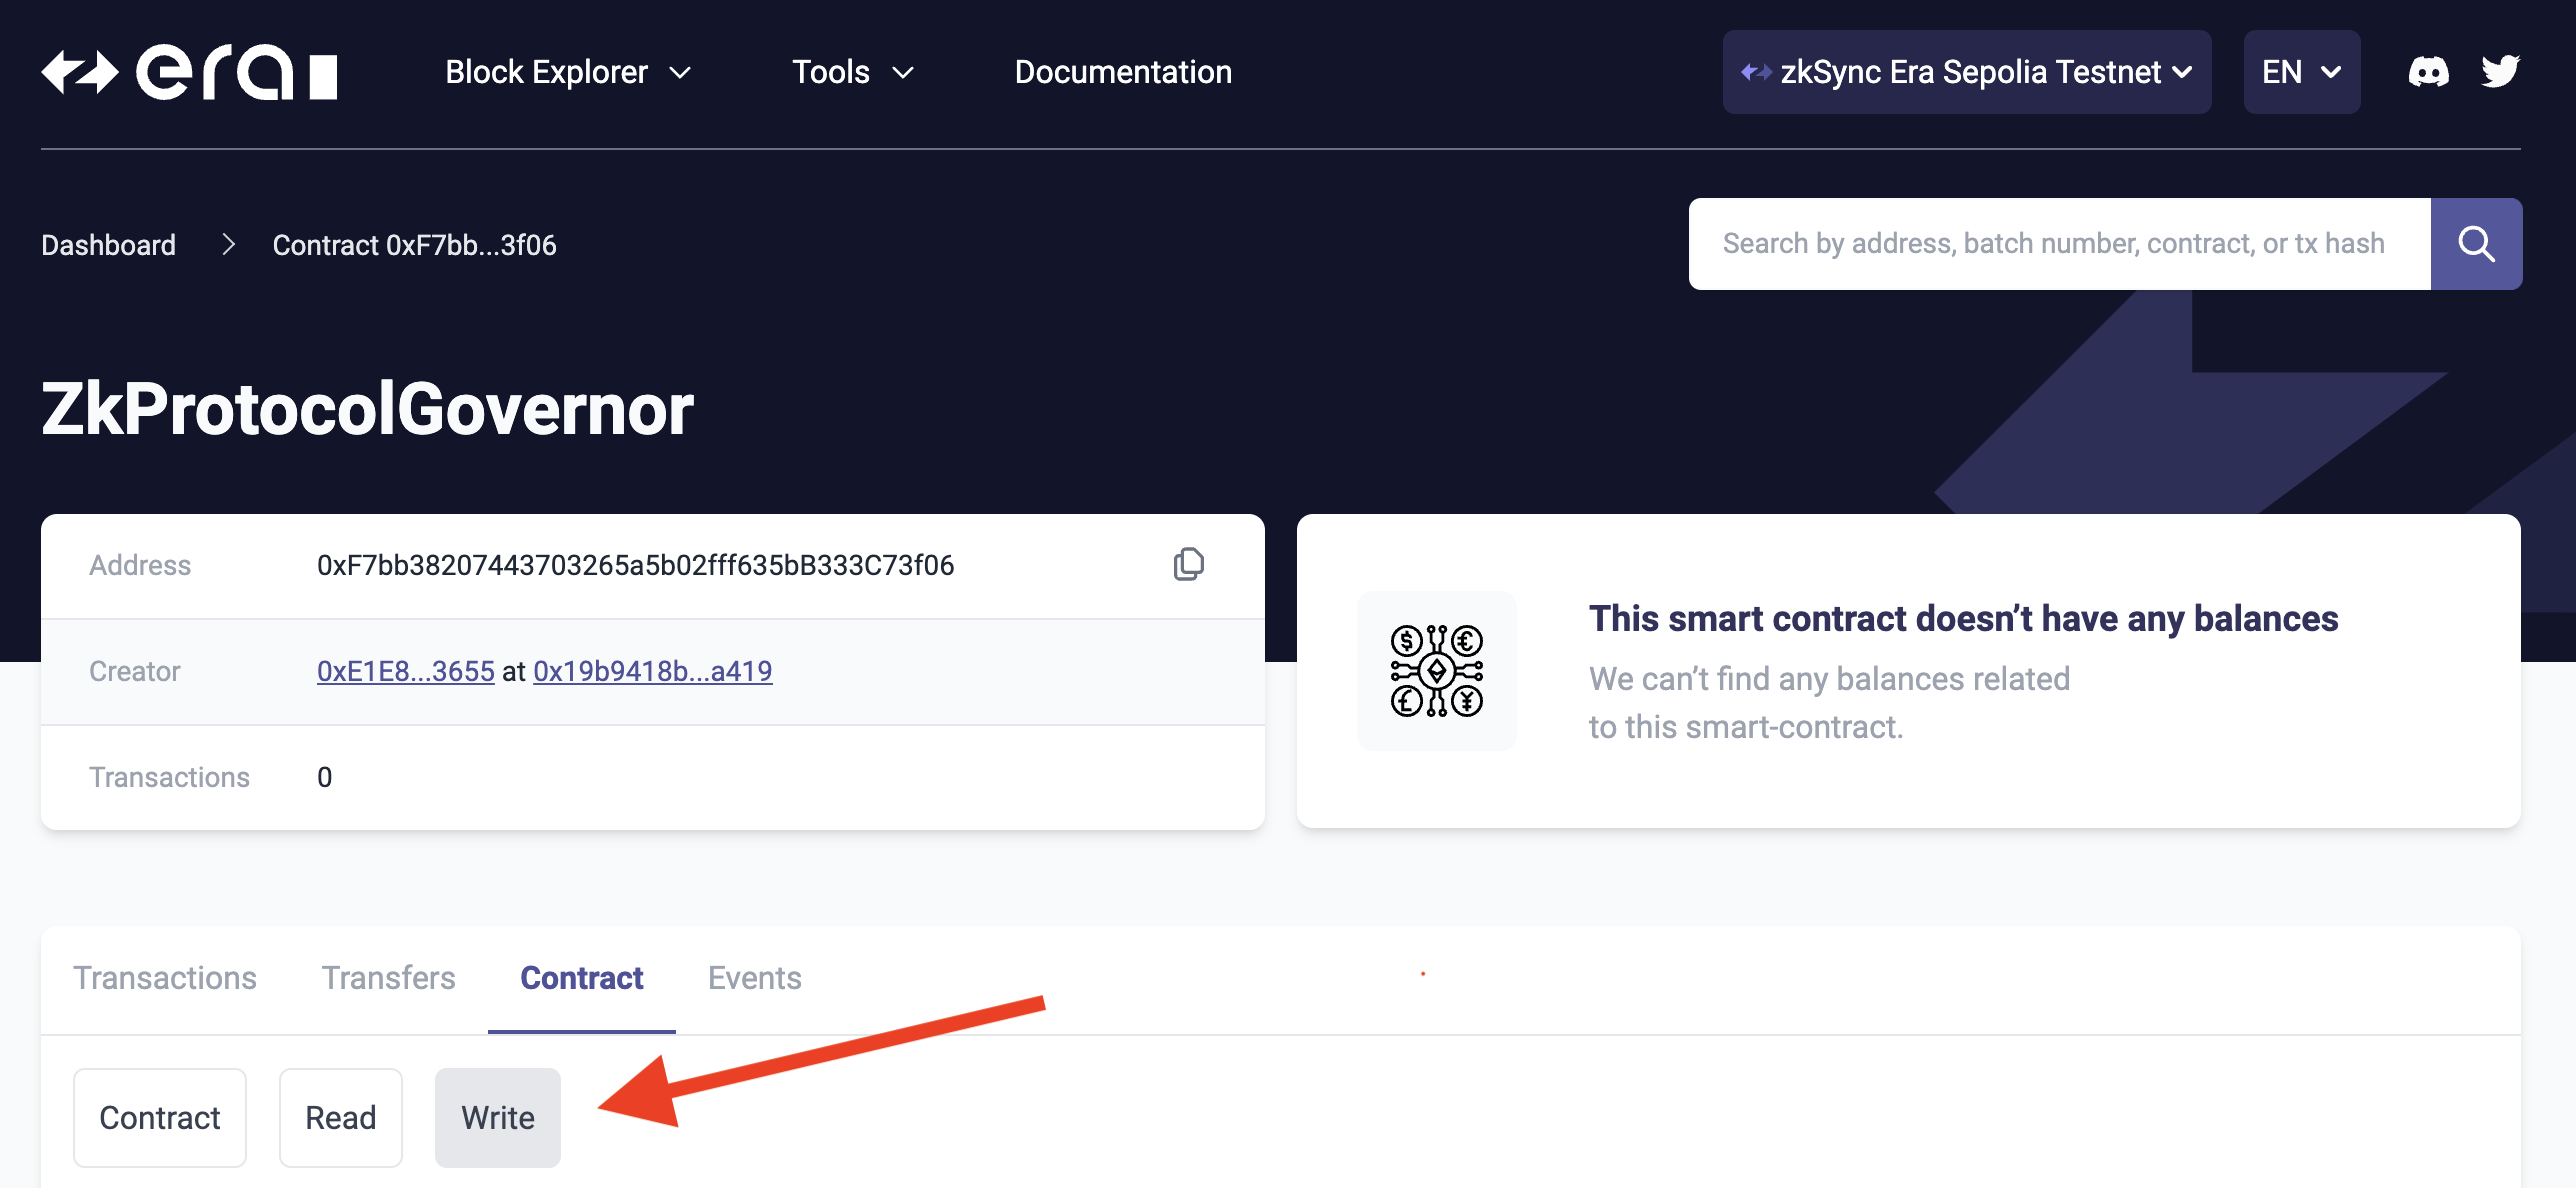 era
Block Explorer
Tools
Documentation
zkSync Era Sepolia Testnet
EN
Dashboard
Contract 0xF7bb...3f06
Search by address, batch number, contract, or tx hash
ZkProtocolGovernor
Address
0xF7bb38207443703265a5b02fff635bB333C73f06
Creator
0xE1E8...3655 at 0x19b9418b...a419
Transactions
0
This smart contract doesn’t have any balances
We can’t find any balances related
to this smart-contract.
Transactions
Transfers
Contract
Events
Contract
Read
Write